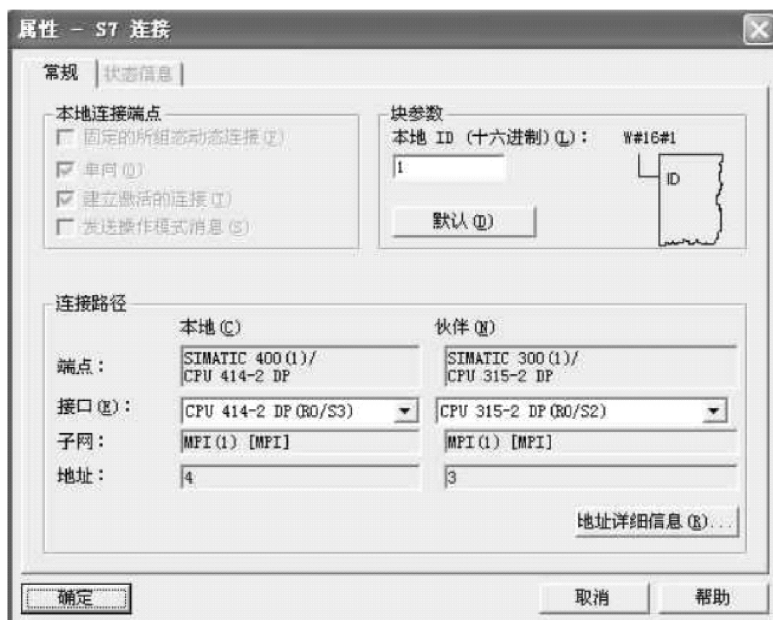 属性 - S7 连接
常规
状态信息
本地连接端点
固定的所组态动态连接(F)
单向(O)
建立激活的连接(T)
发送操作模式消息(S)
块参数
本地 ID (十六进制)(L): W#16#1
1
ID
默认(D)
连接路径
本地(C) 伙伴(N)
端点: SIMATIC 400(1)/ SIMATIC 300(1)/
CPU 414-2 DP CPU 315-2 DP
接口(E): CPU 414-2 DP(R0/S3) CPU 315-2 DP(R0/S2)
子网: MPI(1) [MPI] MPI(1) [MPI]
地址: 4 3
地址详细信息(R)...
确定 取消 帮助